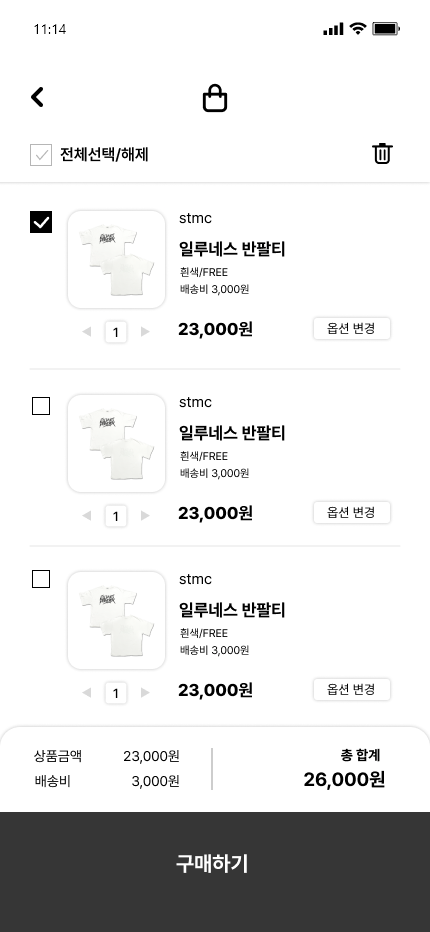 11:14
전체선택/해제
stmc
일루네스 반팔티
흰색/FREE
배송비 3,000원
1
23,000원
옵션 변경
stmc
일루네스 반팔티
흰색/FREE
배송비 3,000원
1
23,000원
옵션 변경
stmc
일루네스 반팔티
흰색/FREE
배송비 3,000원
1
23,000원
옵션 변경
상품금액 23,000원
배송비 3,000원
총 합계
26,000원
구매하기